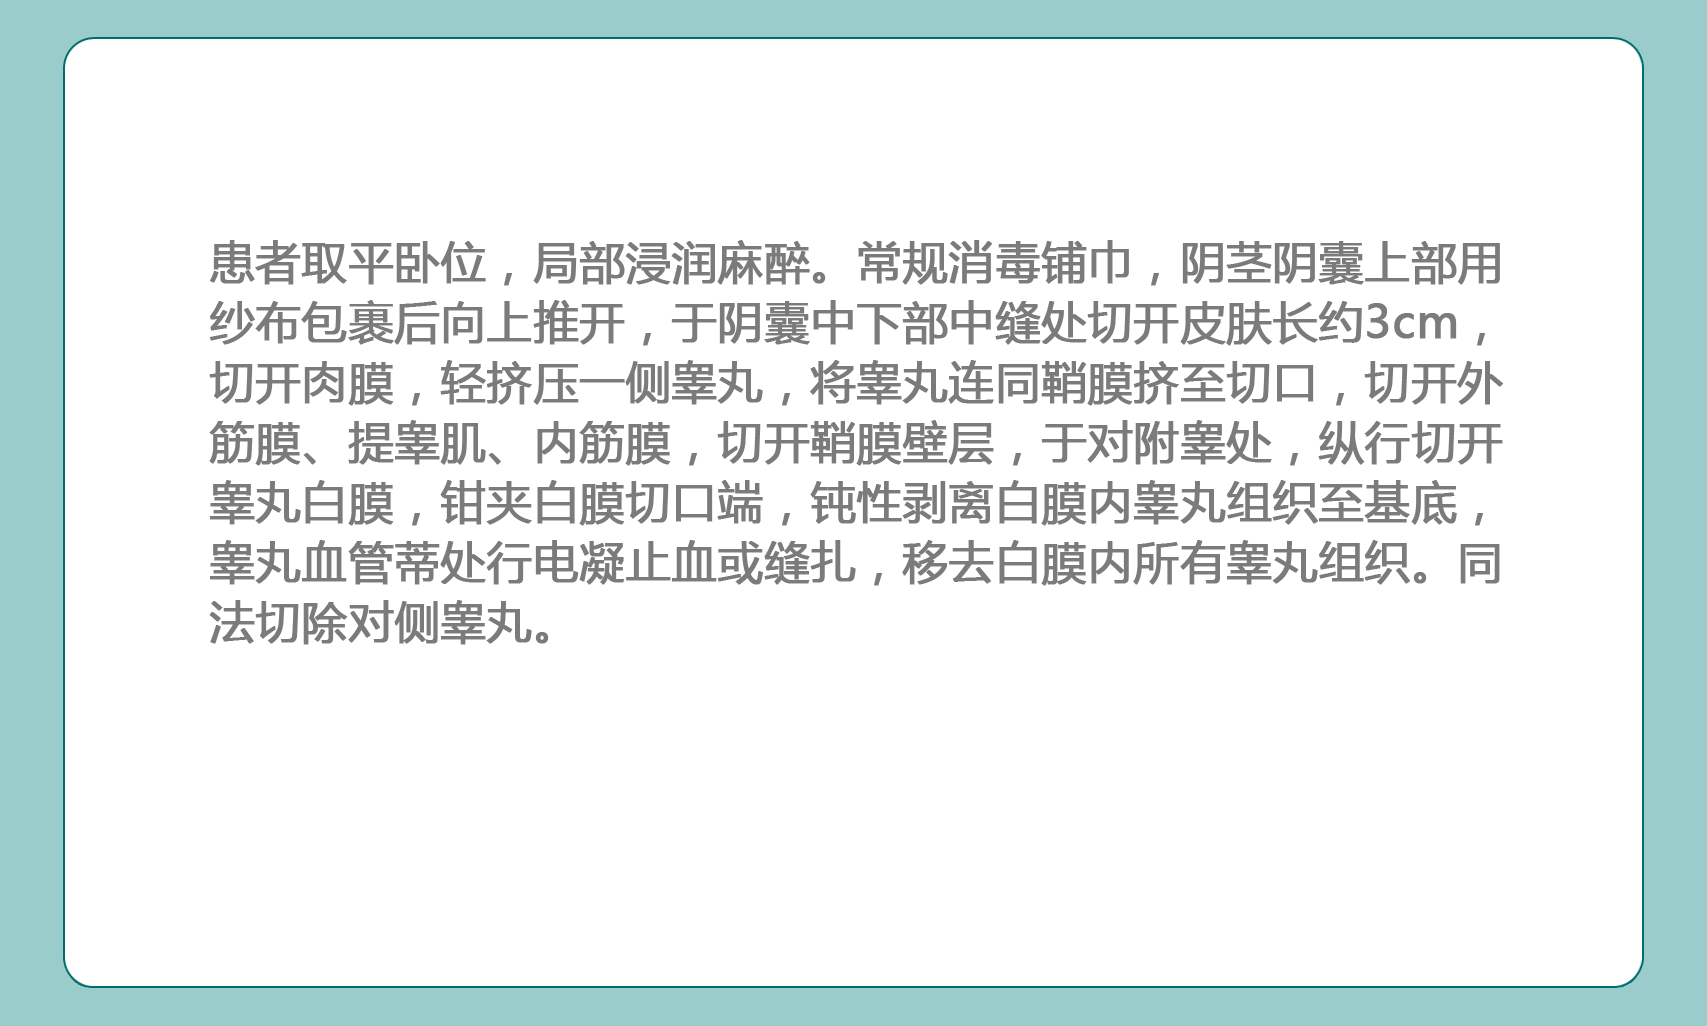 患者取平卧位，局部浸润麻醉。常规消毒铺巾，阴茎阴囊上部用
纱布包裹后向上推开，于阴囊中下部中缝处切开皮肤长约3cm，
切开肉膜，轻挤压一侧睾丸，将睾丸连同鞘膜挤至切口，切开外
筋膜、提睾肌、内筋膜，切开鞘膜壁层，于对附睾处，纵行切开
睾丸白膜，钳夹白膜切口端，钝性剥离白膜内睾丸组织至基底，
睾丸血管蒂处行电凝止血或缝扎，移去白膜内所有睾丸组织。同
法切除对侧睾丸。